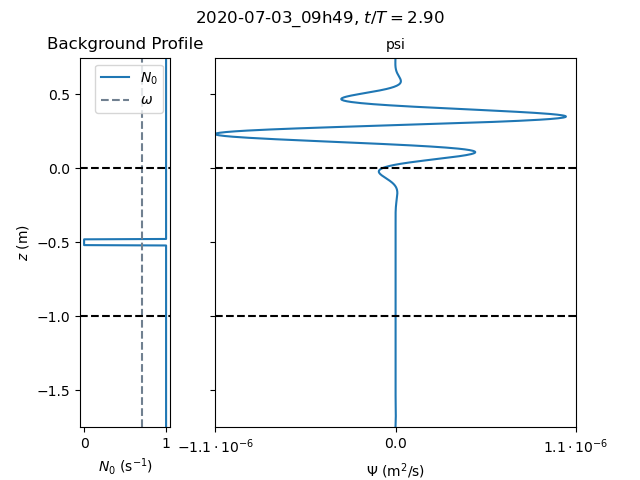 2020-07-03_09h49, t/T = 2.90
Background Profile
psi
N₀
ω
0.5
0.0
−0.5
−1.0
−1.5
z (m)
0 1
N₀ (s⁻¹)
−1.1 · 10⁻⁶ 0.0 1.1 · 10⁻⁶
Ψ (m²/s)